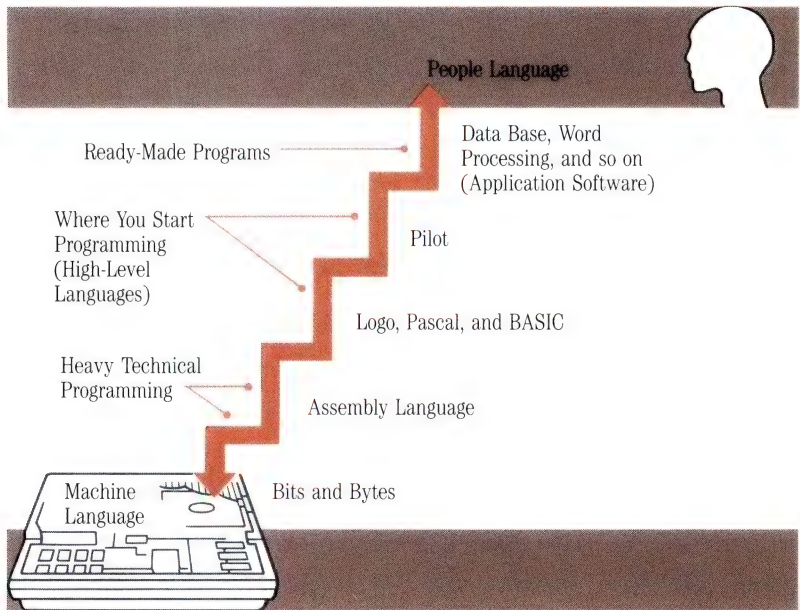 People Language
Data Base, Word
Processing, and so on
(Application Software)
Ready-Made Programs
Where You Start
Programming
(High-Level
Languages)
Pilot
Logo, Pascal, and BASIC
Heavy Technical
Programming
Assembly Language
Machine
Language
Bits and Bytes